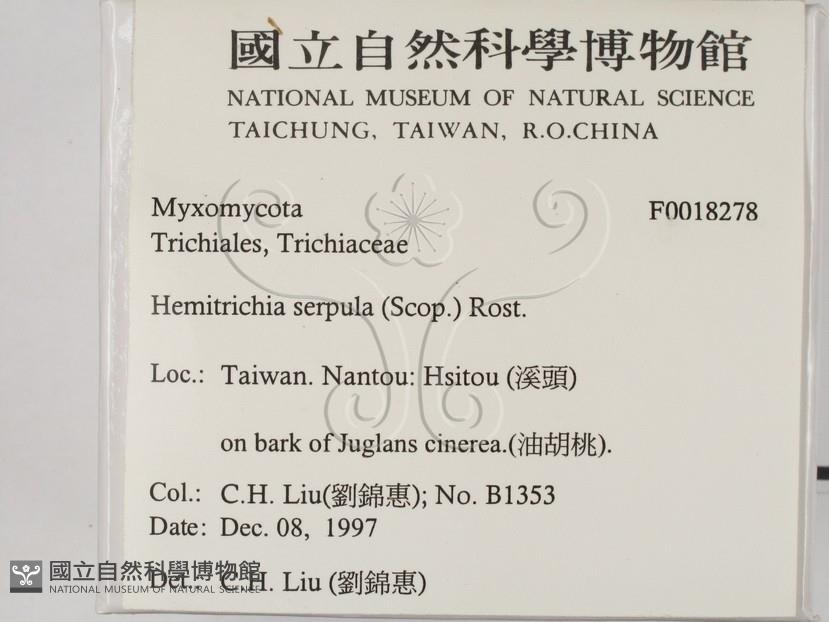 國立自然科學博物館
NATIONAL MUSEUM OF NATURAL SCIENCE
TAICHUNG, TAIWAN, R.O.CHINA
Myxomycota F0018278
Trichiales, Trichiaceae
Hemitrichia serpula (Scop.) Rost.
Loc.: Taiwan. Nantou: Hsitou (溪頭)
on bark of Juglans cinerea.(油胡桃).
Col.: C.H. Liu(劉錦惠); No. B1353
Date: Dec. 08, 1997
Det.: C.H. Liu (劉錦惠)
國立自然科學博物館
NATIONAL MUSEUM OF NATURAL SCIENCE